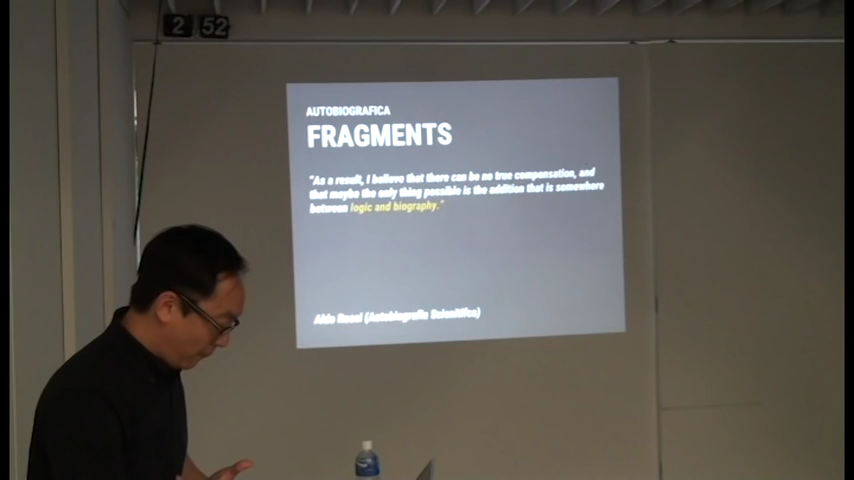 2 52
AUTOBIOGRAFICA
FRAGMENTS
"As a result, I believe that there can be no true compensation, and
that maybe the only thing possible is the addition that is somewhere
between logic and biography."
Aldo Rossi (Autobiografia Scientifica)